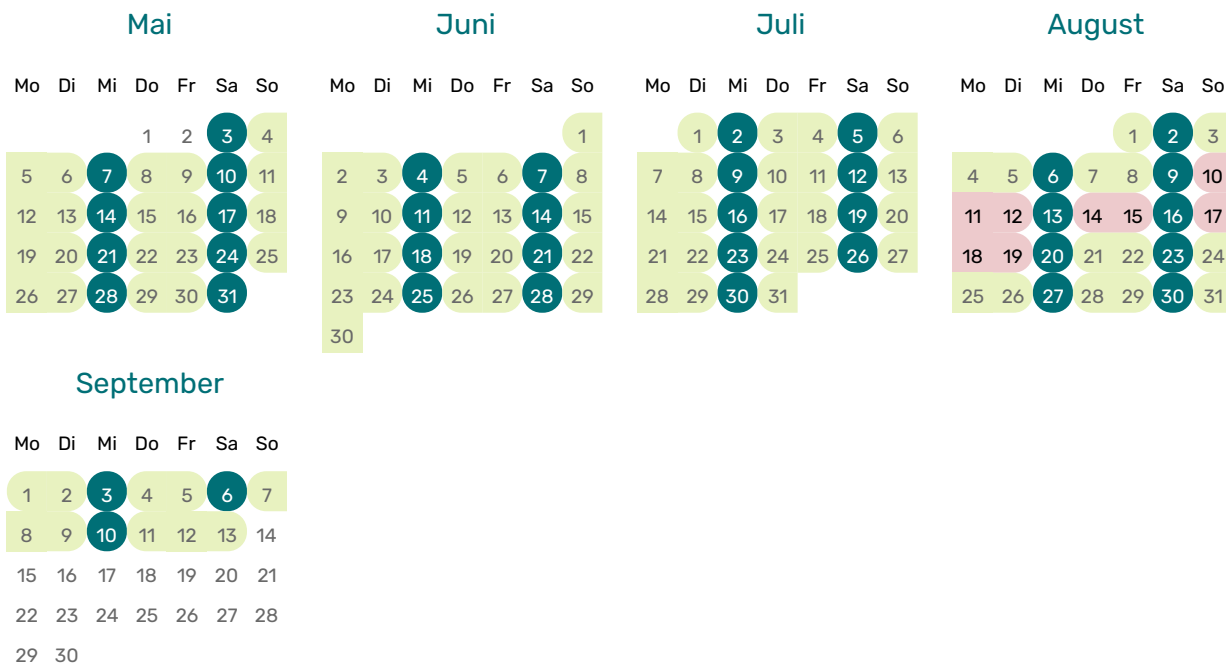 Mai Juni Juli August
Mo Di Mi Do Fr Sa So Mo Di Mi Do Fr Sa So Mo Di Mi Do Fr Sa So Mo Di Mi Do Fr Sa So
1 2 3 4 1 1 2 3 4 5 6 1 2 3
5 6 7 8 9 10 11 2 3 4 5 6 7 8 7 8 9 10 11 12 13 4 5 6 7 8 9 10
12 13 14 15 16 17 18 9 10 11 12 13 14 15 14 15 16 17 18 19 20 11 12 13 14 15 16 17
19 20 21 22 23 24 25 16 17 18 19 20 21 22 21 22 23 24 25 26 27 18 19 20 21 22 23 24
26 27 28 29 30 31 23 24 25 26 27 28 29 28 29 30 31 25 26 27 28 29 30 31
30
September
Mo Di Mi Do Fr Sa So
1 2 3 4 5 6 7
8 9 10 11 12 13 14
15 16 17 18 19 20 21
22 23 24 25 26 27 28
29 30